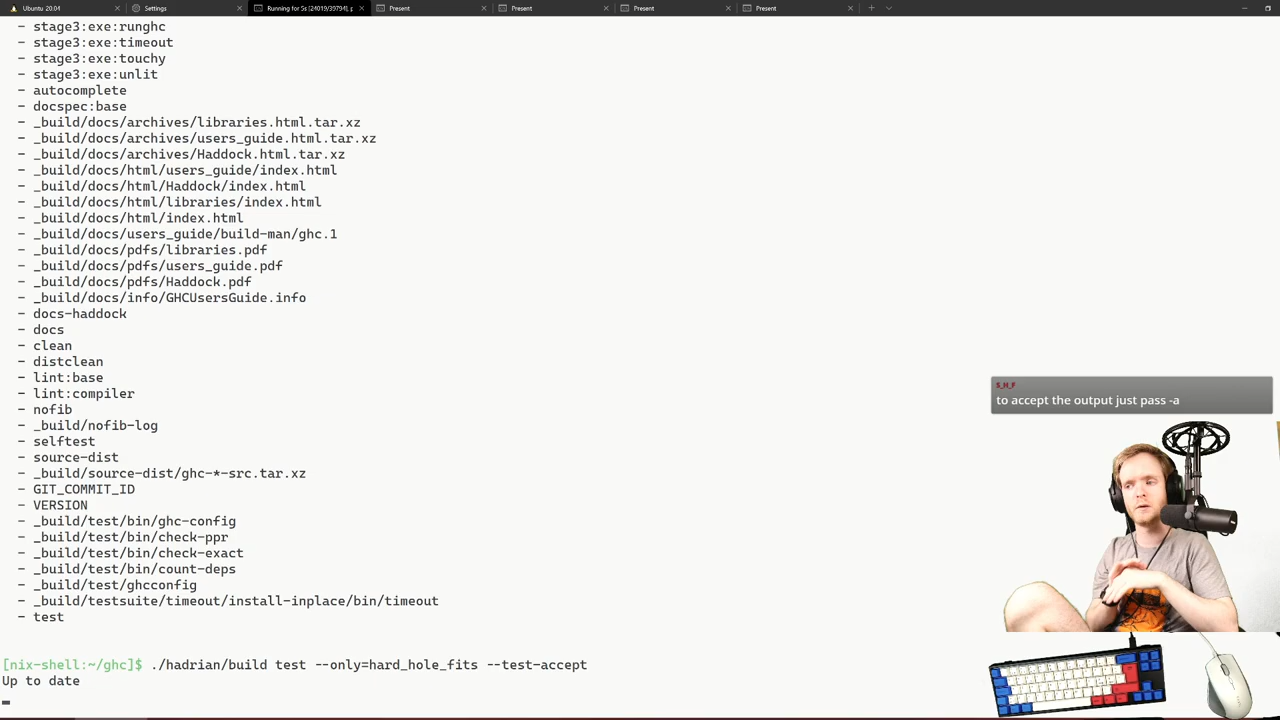 Ubuntu 20.04
Settings
Running for 5s [24019/39794], p
Present
Present
Present
Present
- stage3:exe:runghc
- stage3:exe:timeout
- stage3:exe:touchy
- stage3:exe:unlit
- autocomplete
- docspec:base
- _build/docs/archives/libraries.html.tar.xz
- _build/docs/archives/users_guide.html.tar.xz
- _build/docs/archives/Haddock.html.tar.xz
- _build/docs/html/users_guide/index.html
- _build/docs/html/Haddock/index.html
- _build/docs/html/libraries/index.html
- _build/docs/html/index.html
- _build/docs/users_guide/build-man/ghc.1
- _build/docs/pdfs/libraries.pdf
- _build/docs/pdfs/users_guide.pdf
- _build/docs/pdfs/Haddock.pdf
- _build/docs/info/GHCUsersGuide.info
- docs-haddock
- docs
- clean
- distclean
- lint:base
- lint:compiler
- nofib
- _build/nofib-log
- selftest
- source-dist
- _build/source-dist/ghc-*-src.tar.xz
- GIT_COMMIT_ID
- VERSION
- _build/test/bin/ghc-config
- _build/test/bin/check-ppr
- _build/test/bin/check-exact
- _build/test/bin/count-deps
- _build/test/ghcconfig
- _build/testsuite/timeout/install-inplace/bin/timeout
- test
[nix-shell:~/ghc]$ ./hadrian/build test --only=hard_hole_fits --test-accept
Up to date
S_H_F
to accept the output just pass -a